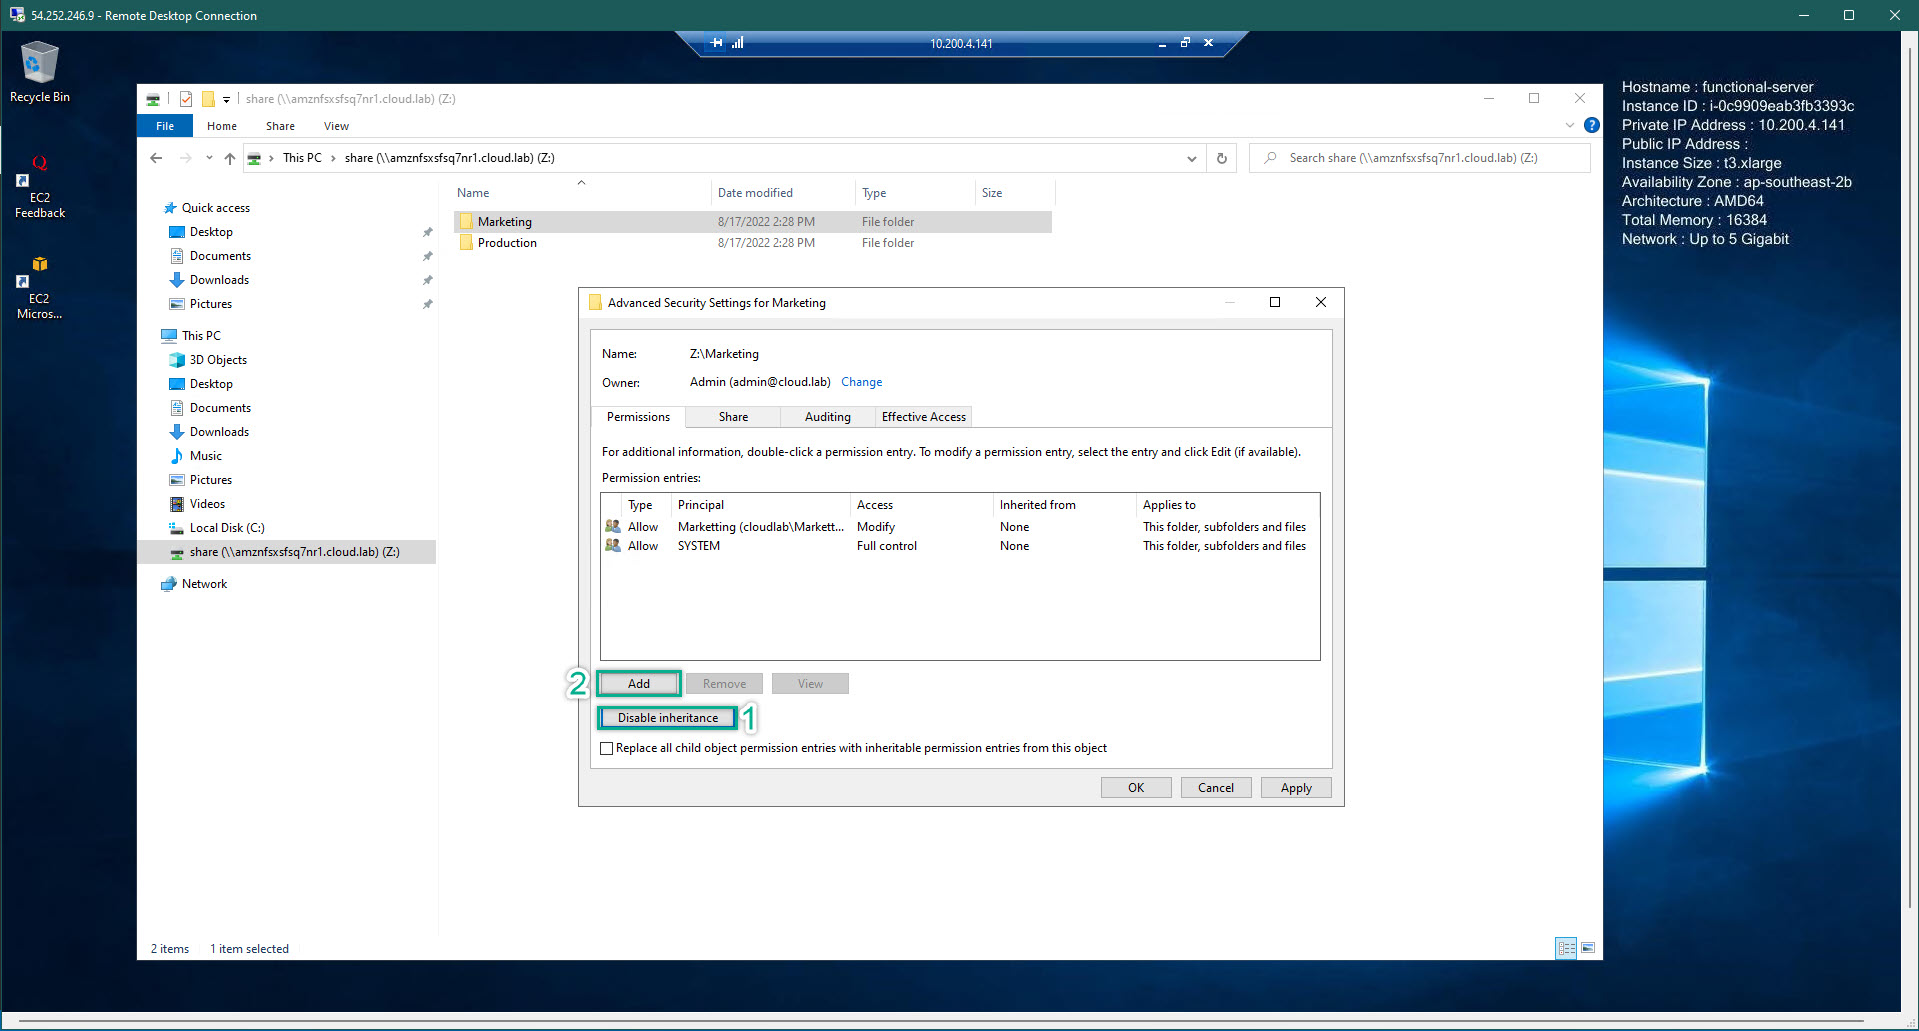 54.252.246.9 - Remote Desktop Connection
10.200.4.141
Recycle Bin
EC2
Feedback
EC2
Micros...
Hostname : functional-server
Instance ID : i-0c9909eab3fb3393c
Private IP Address : 10.200.4.141
Public IP Address :
Instance Size : t3.xlarge
Availability Zone : ap-southeast-2b
Architecture : AMD64
Total Memory : 16384
Network : Up to 5 Gigabit
share (\\amznfsxsfsq7nr1.cloud.lab) (Z:)
File Home Share View
This PC share (\\amznfsxsfsq7nr1.cloud.lab) (Z:)
Search share (\\amznfsxsfsq7nr1.cloud.lab) (Z:)
Quick access
Desktop
Documents
Downloads
Pictures
This PC
3D Objects
Desktop
Documents
Downloads
Music
Pictures
Videos
Local Disk (C:)
share (\\amznfsxsfsq7nr1.cloud.lab) (Z:)
Network
Name Date modified Type Size
Marketing 8/17/2022 2:28 PM File folder
Production 8/17/2022 2:28 PM File folder
Advanced Security Settings for Marketing
Name: Z:\Marketing
Owner: Admin (admin@cloud.lab) Change
Permissions Share Auditing Effective Access
For additional information, double-click a permission entry. To modify a permission entry, select the entry and click Edit (if available).
Permission entries:
Type Principal Access Inherited from Applies to
Allow Marketting (cloudlab\Markett... Modify None This folder, subfolders and files
Allow SYSTEM Full control None This folder, subfolders and files
2 Add Remove View
Disable inheritance 1
Replace all child object permission entries with inheritable permission entries from this object
OK Cancel Apply
2 items 1 item selected